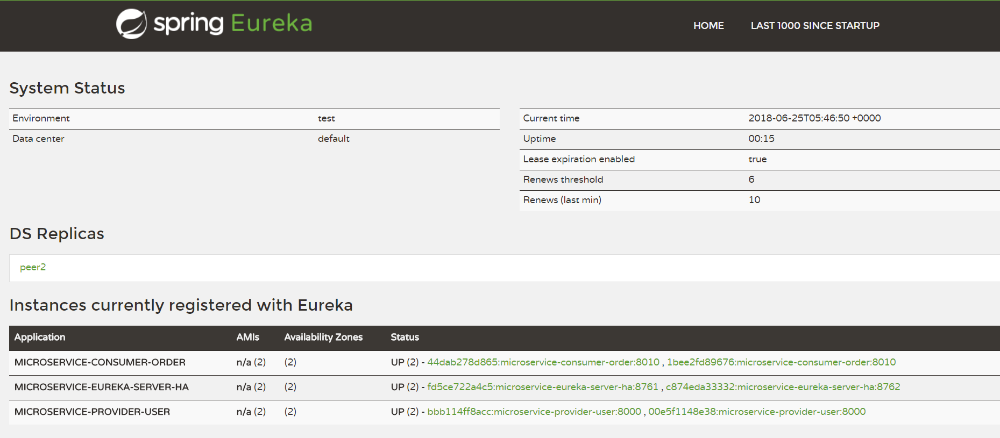 spring Eureka
HOME LAST 1000 SINCE STARTUP
System Status
Environment test
Data center default
Current time 2018-06-25T05:46:50 +0000
Uptime 00:15
Lease expiration enabled true
Renews threshold 6
Renews (last min) 10
DS Replicas
peer2
Instances currently registered with Eureka
Application AMIs Availability Zones Status
MICROSERVICE-CONSUMER-ORDER n/a (2) (2) UP (2) - 44dab278d865:microservice-consumer-order:8010 , 1bee2fd89676:microservice-consumer-order:8010
MICROSERVICE-EUREKA-SERVER-HA n/a (2) (2) UP (2) - fd5ce722a4c5:microservice-eureka-server-ha:8761 , c874eda33332:microservice-eureka-server-ha:8762
MICROSERVICE-PROVIDER-USER n/a (2) (2) UP (2) - bbb114ff8acc:microservice-provider-user:8000 , 00e5f1148e38:microservice-provider-user:8000